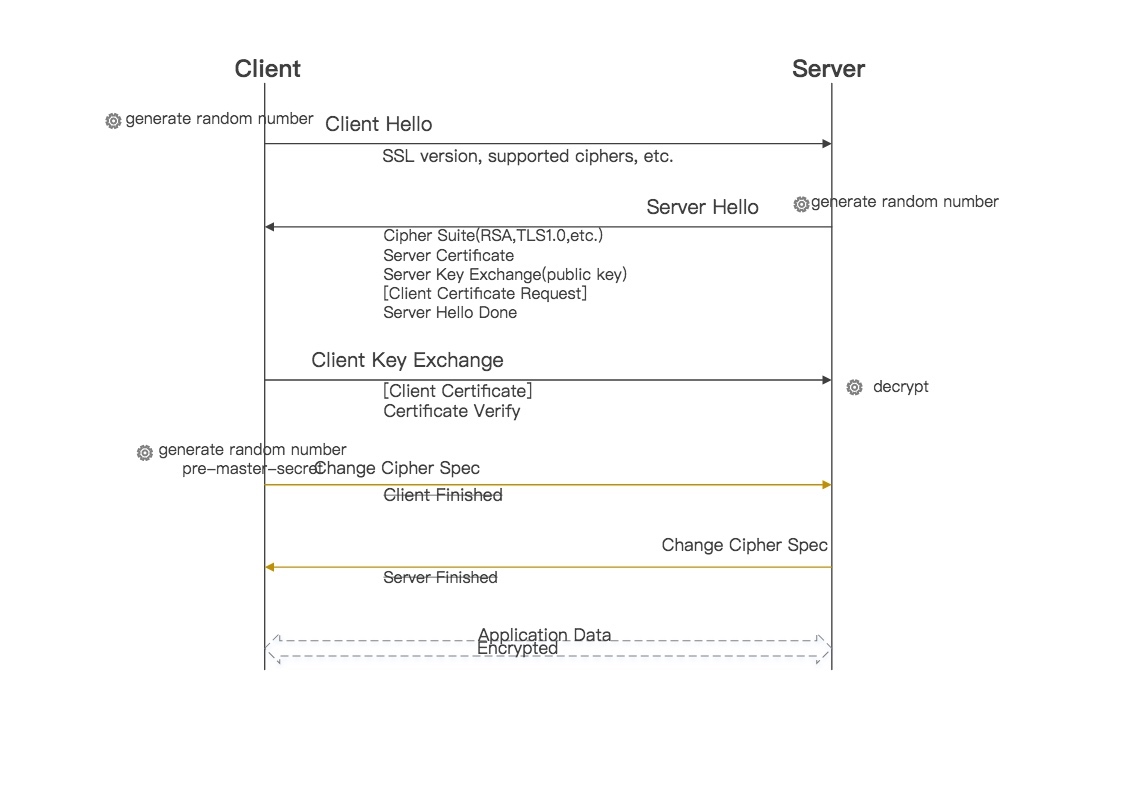 Client
Server
generate random number
Client Hello
SSL version, supported ciphers, etc.
Server Hello
generate random number
Cipher Suite(RSA,TLS1.0,etc.)
Server Certificate
Server Key Exchange(public key)
[Client Certificate Request]
Server Hello Done
Client Key Exchange
[Client Certificate]
Certificate Verify
decrypt
generate random number
pre-master-secret
Change Cipher Spec
Client Finished
Change Cipher Spec
Server Finished
Application Data
Encrypted